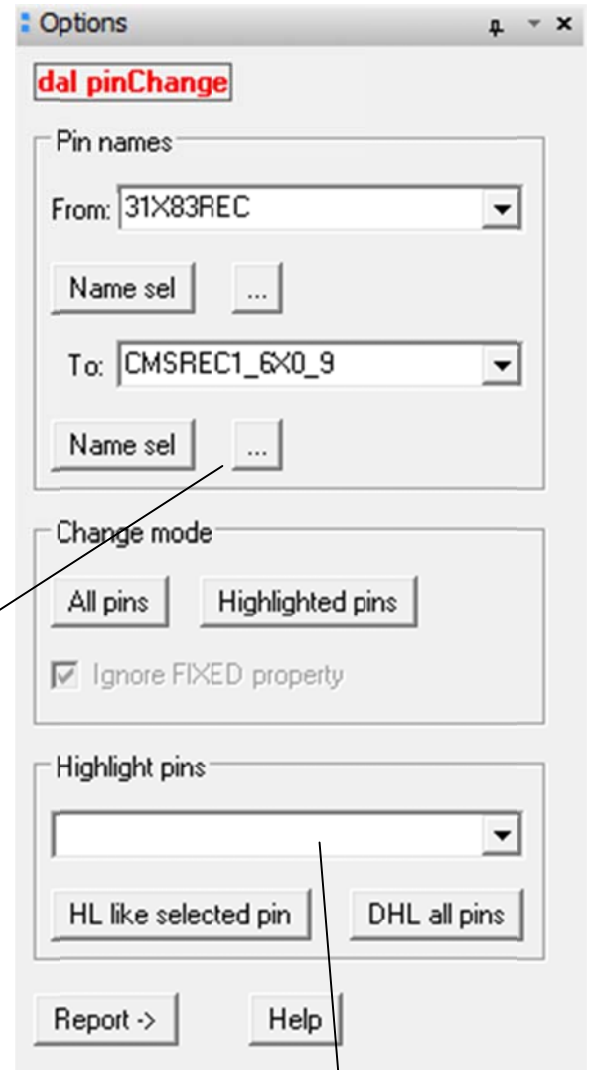 Options
dal pinChange
Pin names
From: 31X83REC
Name sel ...
To: CMSREC1_6X0_9
Name sel ...
Change mode
All pins Highlighted pins
Ignore FIXED property
Highlight pins
HL like selected pin DHL all pins
Report -> Help